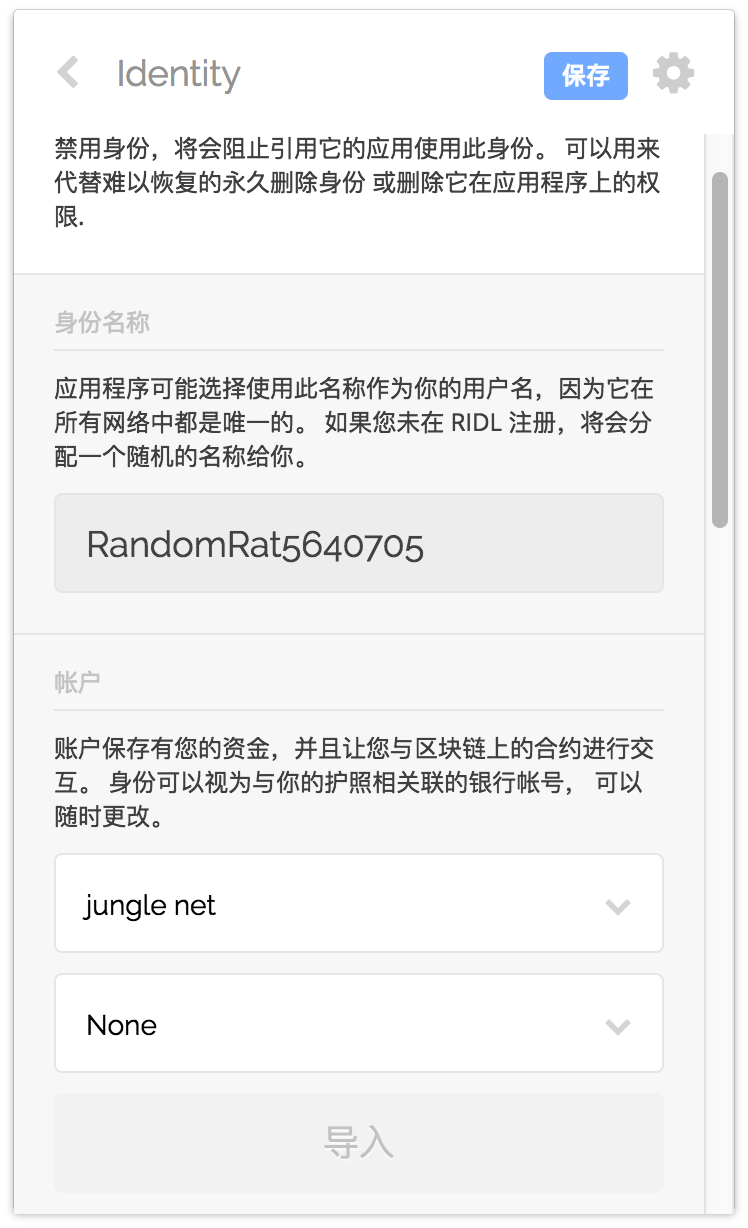 Identity
保存
禁用身份，将会阻止引用它的应用使用此身份。 可以用来
代替难以恢复的永久删除身份 或删除它在应用程序上的权
限.
身份名称
应用程序可能选择使用此名称作为你的用户名，因为它在
所有网络中都是唯一的。 如果您未在 RIDL 注册，将会分
配一个随机的名称给你。
RandomRat5640705
帐户
账户保存有您的资金，并且让您与区块链上的合约进行交
互。 身份可以视为与你的护照相关联的银行帐号， 可以
随时更改。
jungle net
None
导入